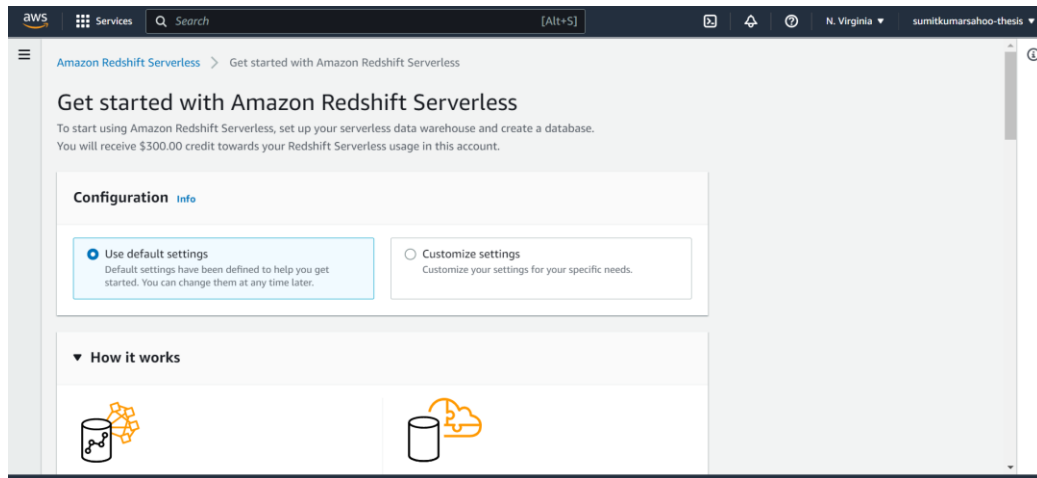 aws Services Search [Alt+S] N. Virginia ▼ sumitkumarsahoo-thesis ▼
Amazon Redshift Serverless > Get started with Amazon Redshift Serverless
Get started with Amazon Redshift Serverless
To start using Amazon Redshift Serverless, set up your serverless data warehouse and create a database.
You will receive $300.00 credit towards your Redshift Serverless usage in this account.
Configuration Info
Use default settings
Default settings have been defined to help you get
started. You can change them at any time later.
Customize settings
Customize your settings for your specific needs.
▼ How it works